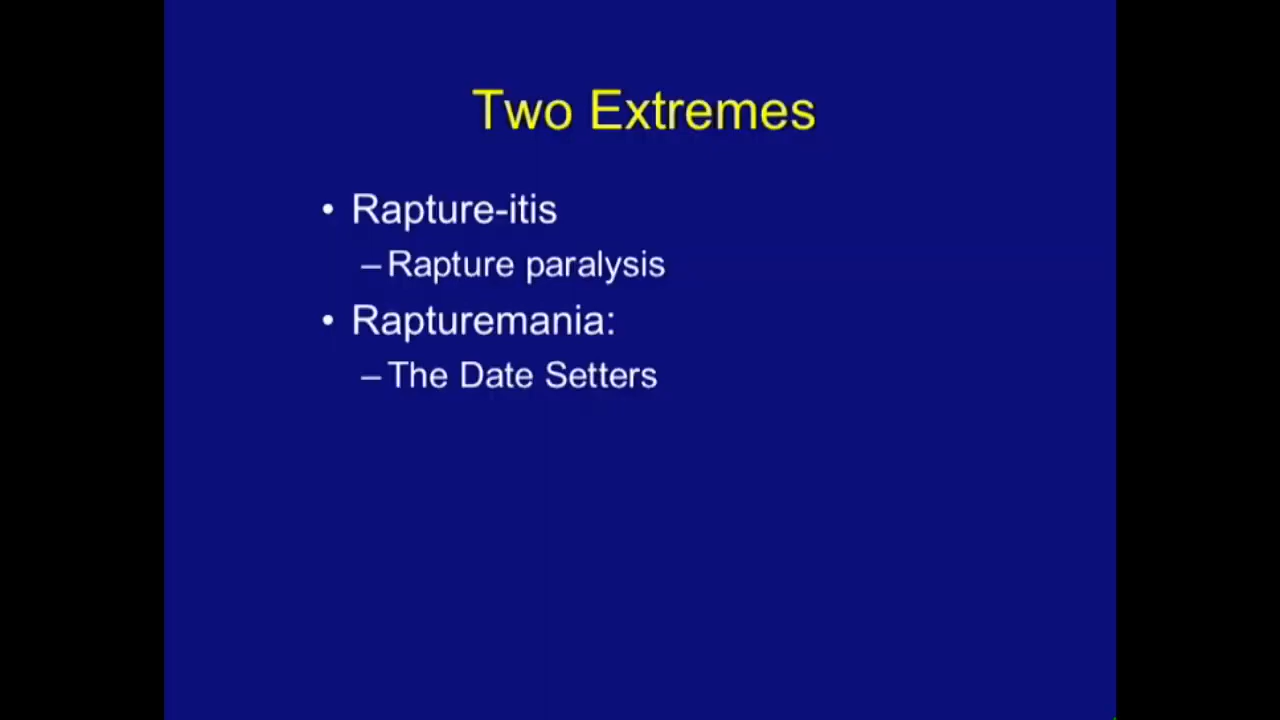 Two Extremes
• Rapture-itis
–Rapture paralysis
• Rapturemania:
–The Date Setters